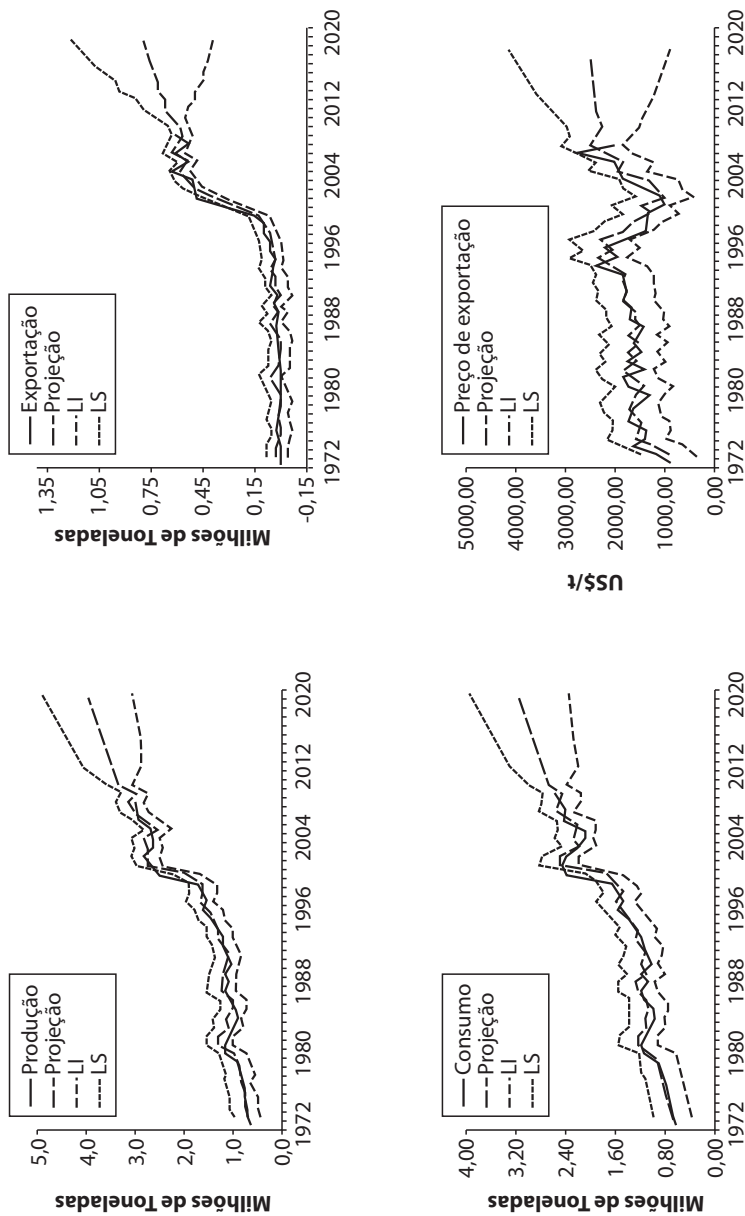 Milhões de Toneladas
5,0
4,0
3,0
2,0
1,0
0,0
Produção
Projeção
LI
LS
1972
1980
1988
1996
2004
2012
2020
Milhões de Toneladas
1,35
1,05
0,75
0,45
0,15
-0,15
Exportação
Projeção
LI
LS
1972
1980
1988
1996
2004
2012
2020
Milhões de Toneladas
4,00
3,20
2,40
1,60
0,80
0,00
Consumo
Projeção
LI
LS
1972
1980
1988
1996
2004
2012
2020
US$/t
5000,00
4000,00
3000,00
2000,00
1000,00
0,00
Preço de exportação
Projeção
LI
LS
1972
1980
1988
1996
2004
2012
2020